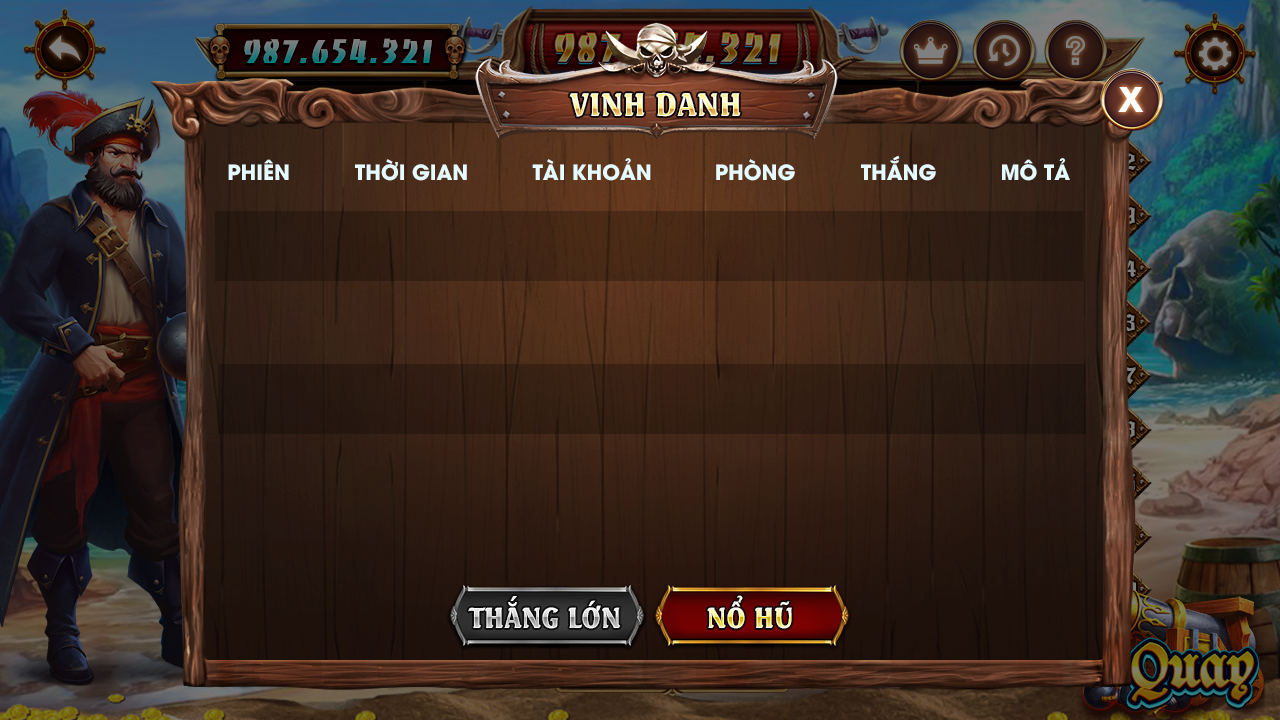 987.654.321
VINH DANH
X
PHIÊN THỜI GIAN TÀI KHOẢN PHÒNG THẮNG MÔ TẢ
THẮNG LỚN NỔ HŨ
Quay